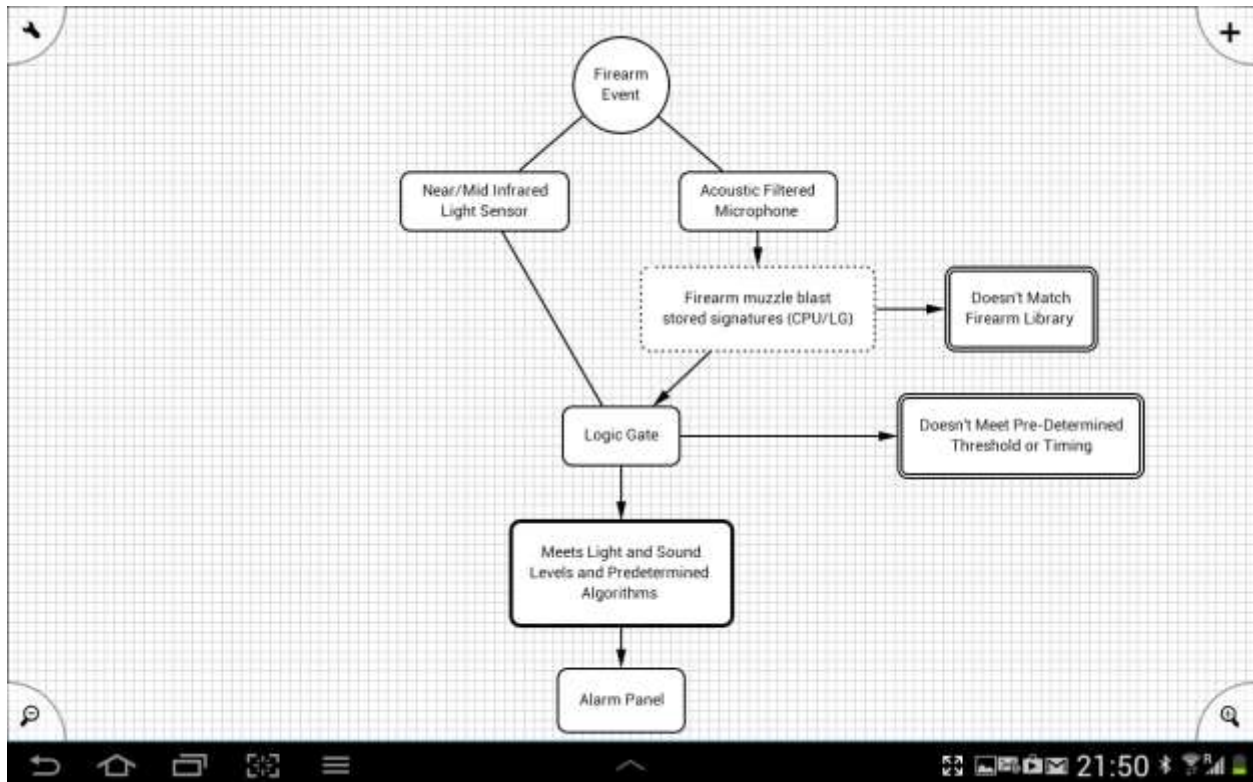 Firearm
Event
Near/Mid Infrared
Light Sensor
Acoustic Filtered
Microphone
Firearm muzzle blast
stored signatures (CPU/LG)
Doesn't Match
Firearm Library
Logic Gate
Doesn't Meet Pre-Determined
Threshold or Timing
Meets Light and Sound
Levels and Predetermined
Algorithms
Alarm Panel
21:50